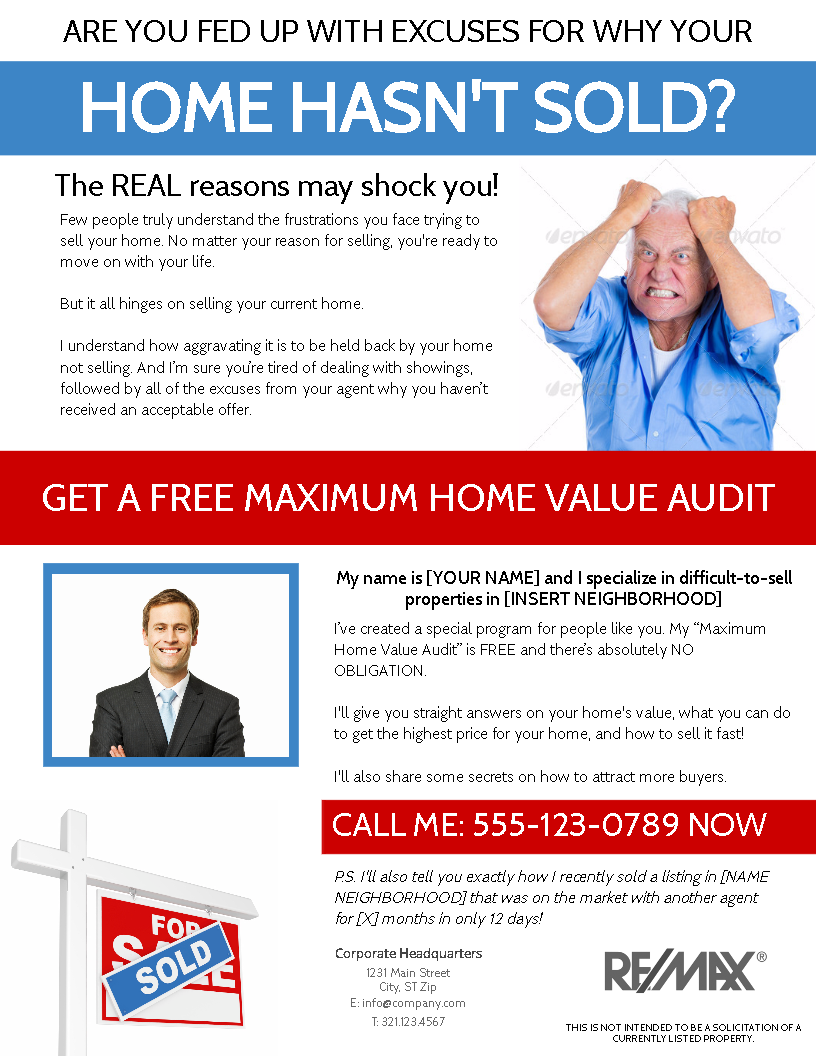 ARE YOU FED UP WITH EXCUSES FOR WHY YOUR
HOME HASN'T SOLD?
The REAL reasons may shock you!
Few people truly understand the frustrations you face trying to
sell your home. No matter your reason for selling, you're ready to
move on with your life.
But it all hinges on selling your current home.
I understand how aggravating it is to be held back by your home
not selling. And I’m sure you’re tired of dealing with showings,
followed by all of the excuses from your agent why you haven’t
received an acceptable offer.
envato
envato
GET A FREE MAXIMUM HOME VALUE AUDIT
My name is [YOUR NAME] and I specialize in difficult-to-sell
properties in [INSERT NEIGHBORHOOD]
I’ve created a special program for people like you. My “Maximum
Home Value Audit” is FREE and there’s absolutely NO
OBLIGATION.
I'll give you straight answers on your home's value, what you can do
to get the highest price for your home, and how to sell it fast!
I'll also share some secrets on how to attract more buyers.
CALL ME: 555-123-0789 NOW
P.S. I'll also tell you exactly how I recently sold a listing in [NAME
NEIGHBORHOOD] that was on the market with another agent
for [X] months in only 12 days!
FOR
SALE
SOLD
Corporate Headquarters
1231 Main Street
City, ST Zip
E: info@company.com
T: 321.123.4567
RE/MAX®
THIS IS NOT INTENDED TO BE A SOLICITATION OF A
CURRENTLY LISTED PROPERTY.